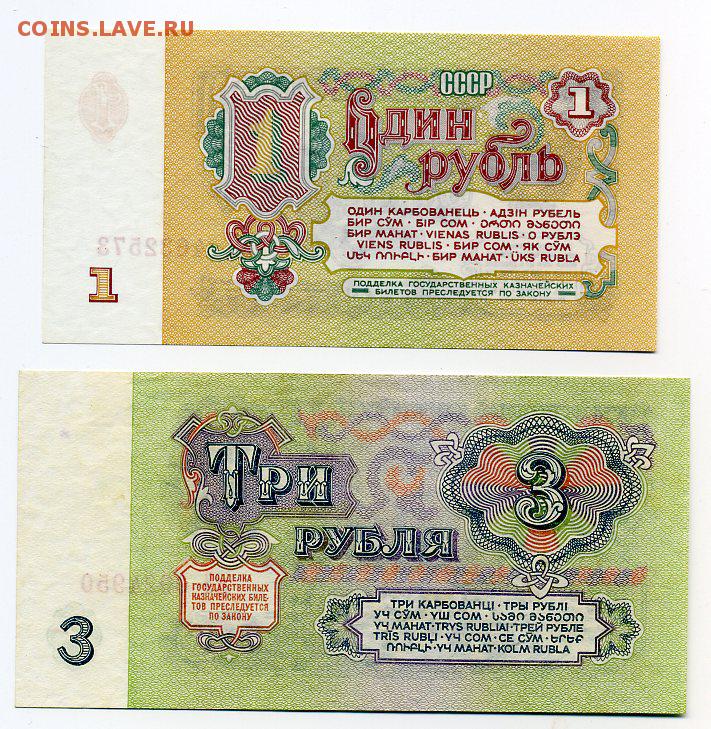 COINS.LAVE.RU
СССР
1
1
Один
рубль
ОДИН КАРБОВАНЕЦЬ · АДЗІН РУБЕЛЬ
БИР СЎМ · БІР СОМ · ერთი მანეთი
БИР МАНАТ · VIENAS RUBLIS · О РУБЛЭ
VIENS RUBLIS · БИР СОМ · ЯК СЎМ
ՄԵԿ ՌՈՒԲԼԻ · БИР МАНАТ · ÜKS RUBLA
1
ПОДДЕЛКА ГОСУДАРСТВЕННЫХ КАЗНАЧЕЙСКИХ
БИЛЕТОВ ПРЕСЛЕДУЕТСЯ ПО ЗАКОНУ
Три
3
РУБЛЯ
ПОДДЕЛКА
ГОСУДАРСТВЕННЫХ
КАЗНАЧЕЙСКИХ БИЛЕ-
ТОВ ПРЕСЛЕДУЕТСЯ
ПО ЗАКОНУ
ТРИ КАРБОВАНЦІ · ТРЫ РУБЛІ
УЧ СЎМ · ҮШ СОМ · სამი მანეთი
ҮЧ МАНАТ · TRYS RUBLIAI · ТРЕЙ РУБЛЕ
TRĪS RUBĻI · ҮЧ СОМ · СЕ СЎМ · ԵՐԵՔ
ՌՈՒԲԼԻ · ҮЧ МАНАТ · KOLM RUBLA
3